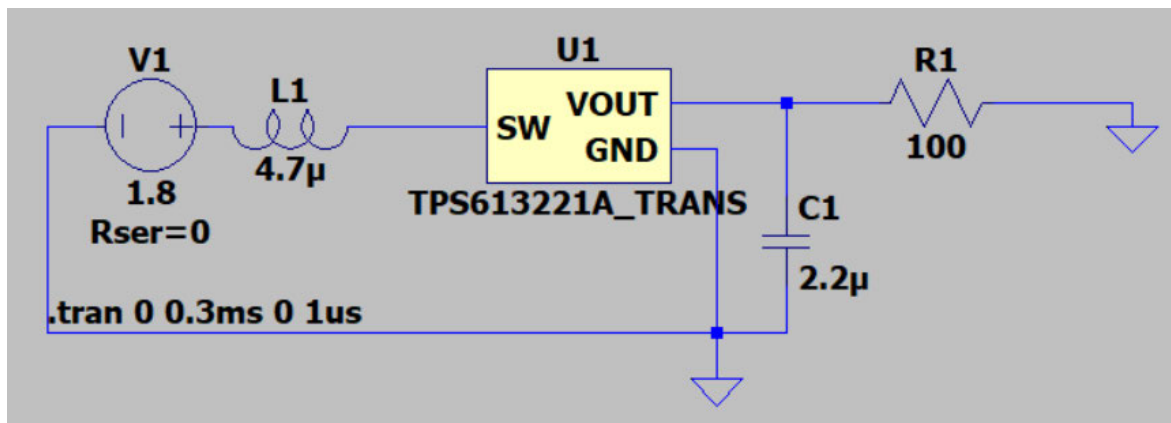 V1
L1
4.7µ
1.8
Rser=0
U1
SW
VOUT
GND
TPS613221A_TRANS
R1
100
C1
2.2µ
.tran 0 0.3ms 0 1us